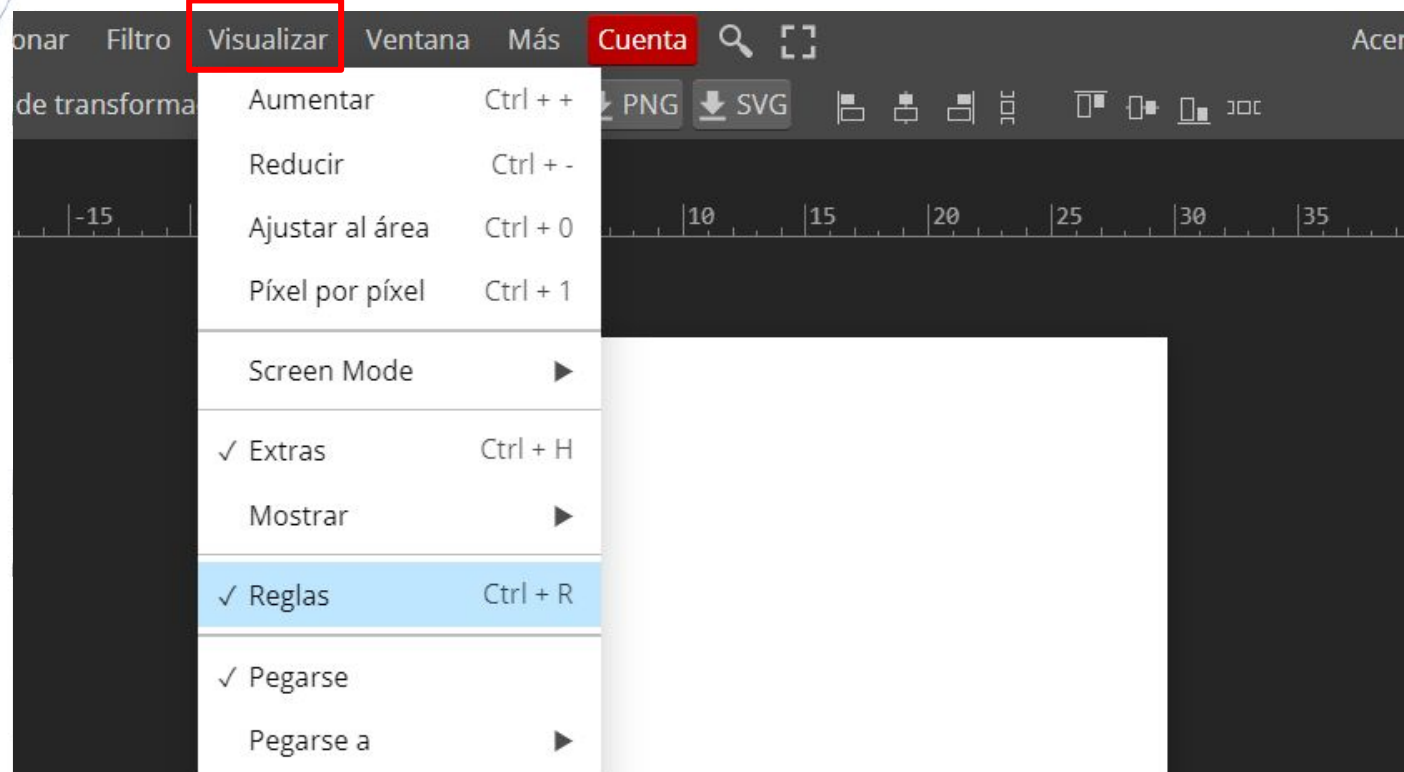 onar Filtro Visualizar Ventana Más Cuenta Acer
de transforma PNG SVG
-15 10 15 20 25 30 35
Aumentar Ctrl + +
Reducir Ctrl + -
Ajustar al área Ctrl + 0
Píxel por píxel Ctrl + 1
Screen Mode ▶
✓ Extras Ctrl + H
Mostrar ▶
✓ Reglas Ctrl + R
✓ Pegarse
Pegarse a ▶